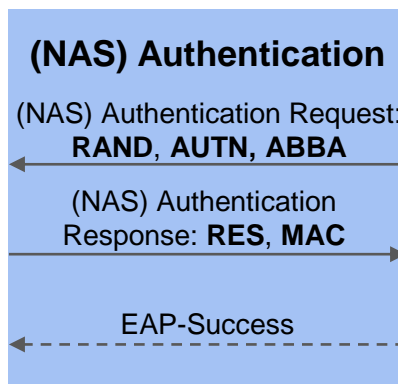 (NAS) Authentication
(NAS) Authentication Request:
RAND, AUTN, ABBA
(NAS) Authentication
Response: RES, MAC
EAP-Success